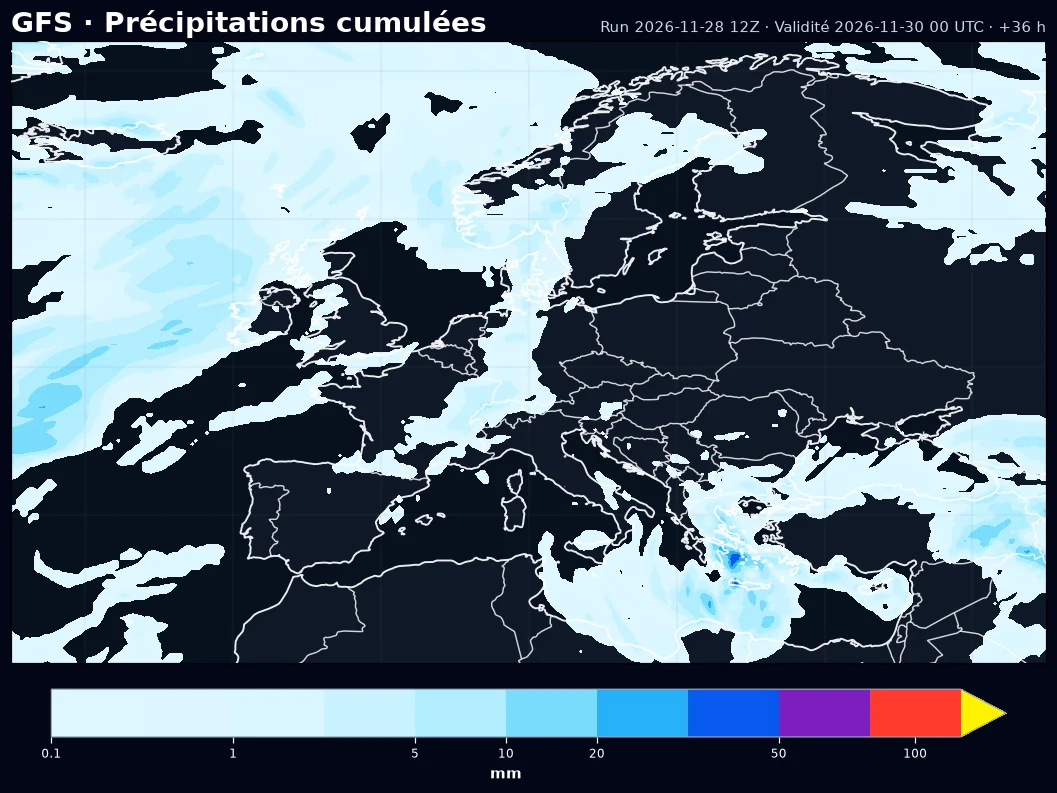 GFS · Précipitations cumulées
Run 2026-11-28 12Z · Validité 2026-11-30 00 UTC · +36 h
0.1 1 5 10 20 50 100
mm